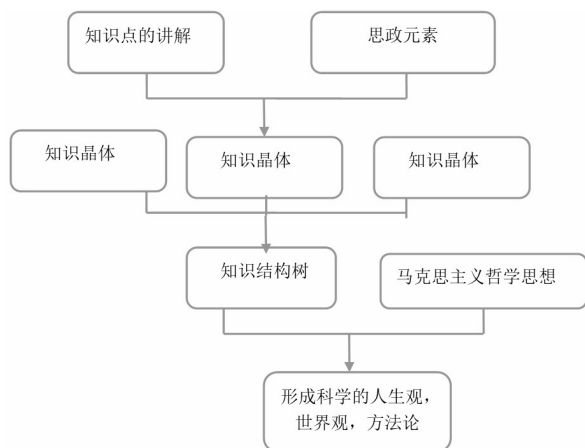 知识点的讲解
思政元素
知识晶体
知识晶体
知识晶体
知识结构树
马克思主义哲学思想
形成科学的人生观，
世界观，方法论